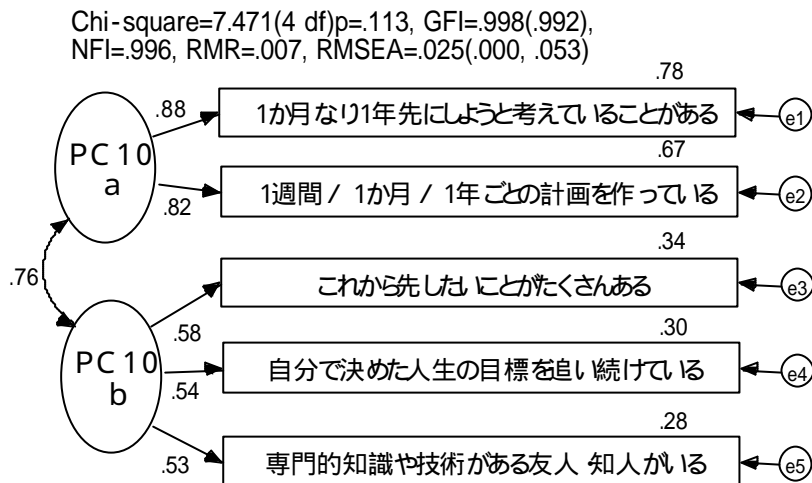 Chi-square=7.471(4 df)p=.113, GFI=.998(.992),
NFI=.996, RMR=.007, RMSEA=.025(.000, .053)
.78
.88
1か月なり1年先にしようと考えていることがある
e1
PC10
a
.67
.82
1週間/ 1か月/ 1年ごとの計画を作っている
e2
.76
.34
これから先したいことがたくさんある
e3
.58
PC10
b
.30
.54
自分で決めた人生の目標を追い続けている
e4
.28
.53
専門的知識や技術がある友人 知人がいる
e5